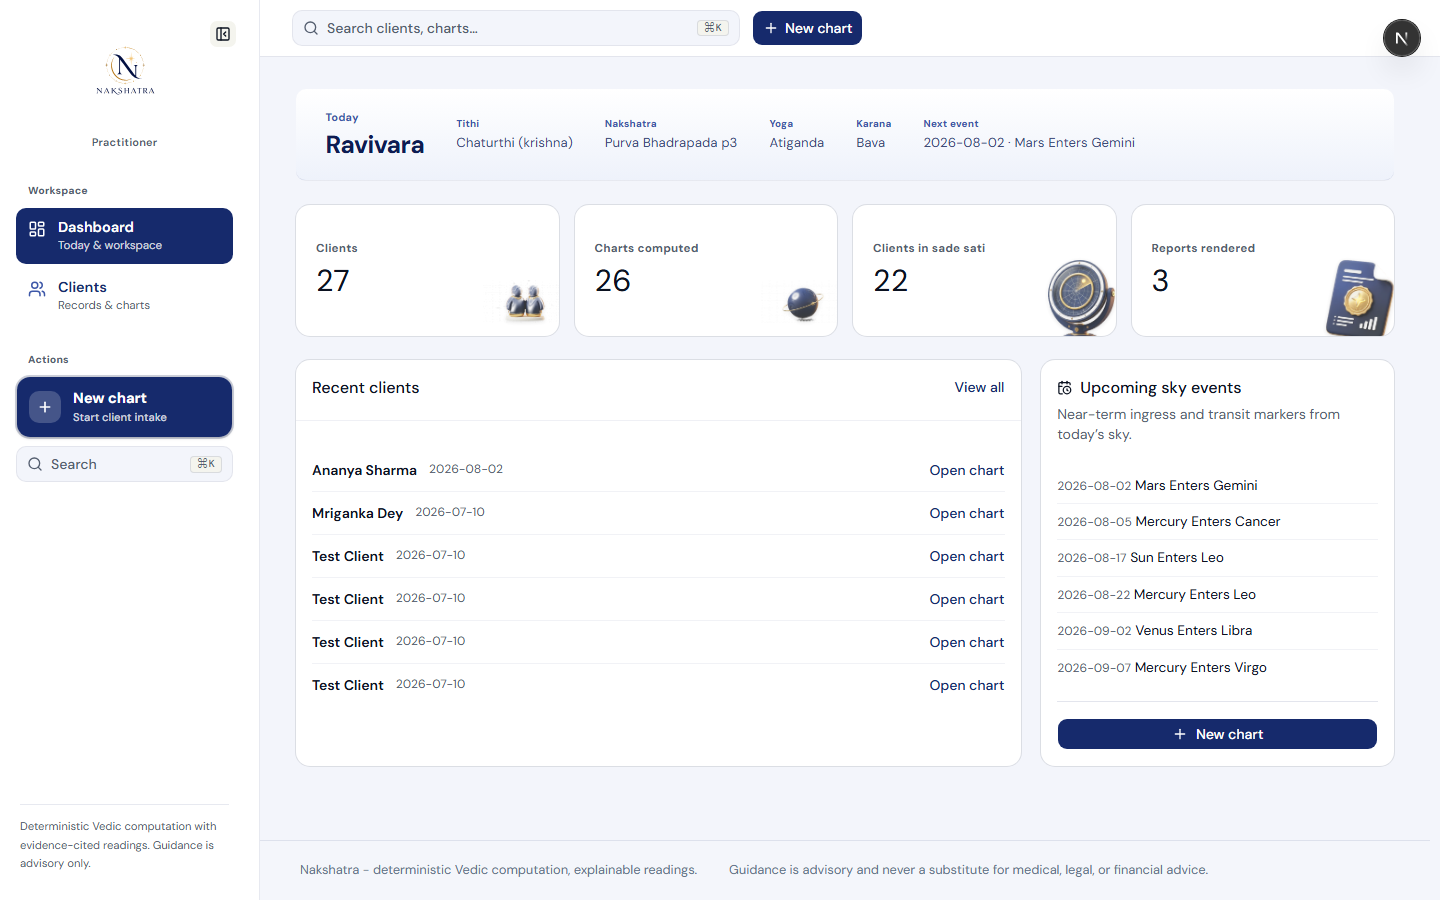 Search clients, charts...
⌘K
New chart
N
N
NAKSHATRA
Practitioner
Workspace
Dashboard
Today & workspace
Clients
Records & charts
Actions
New chart
Start client intake
Search
⌘K
Deterministic Vedic computation with
evidence-cited readings. Guidance is
advisory only.
Today
Ravivara
Tithi
Chaturthi (krishna)
Nakshatra
Purva Bhadrapada p3
Yoga
Atiganda
Karana
Bava
Next event
2026-08-02 · Mars Enters Gemini
Clients
27
Charts computed
26
Clients in sade sati
22
Reports rendered
3
Recent clients
View all
Ananya Sharma 2026-08-02 Open chart
Mriganka Dey 2026-07-10 Open chart
Test Client 2026-07-10 Open chart
Test Client 2026-07-10 Open chart
Test Client 2026-07-10 Open chart
Test Client 2026-07-10 Open chart
Upcoming sky events
Near-term ingress and transit markers from
today's sky.
2026-08-02 Mars Enters Gemini
2026-08-05 Mercury Enters Cancer
2026-08-17 Sun Enters Leo
2026-08-22 Mercury Enters Leo
2026-09-02 Venus Enters Libra
2026-09-07 Mercury Enters Virgo
New chart
Nakshatra - deterministic Vedic computation, explainable readings.
Guidance is advisory and never a substitute for medical, legal, or financial advice.